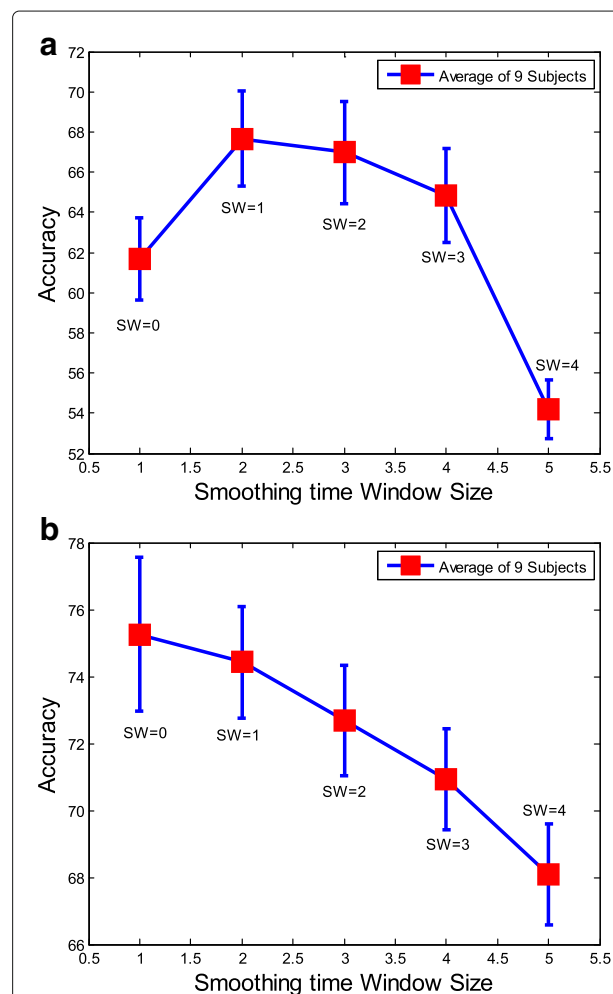 a
72
70
68
66
64
62
60
58
56
54
52
Accuracy
Average of 9 Subjects
SW=0
SW=1
SW=2
SW=3
SW=4
0.5 1 1.5 2 2.5 3 3.5 4 4.5 5 5.5
Smoothing time Window Size
b
78
76
74
72
70
68
66
Accuracy
Average of 9 Subjects
SW=0
SW=1
SW=2
SW=3
SW=4
0.5 1 1.5 2 2.5 3 3.5 4 4.5 5 5.5
Smoothing time Window Size